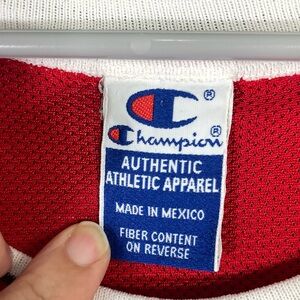 Champion®
AUTHENTIC
ATHLETIC APPAREL
MADE IN MEXICO
FIBER CONTENT
ON REVERSE